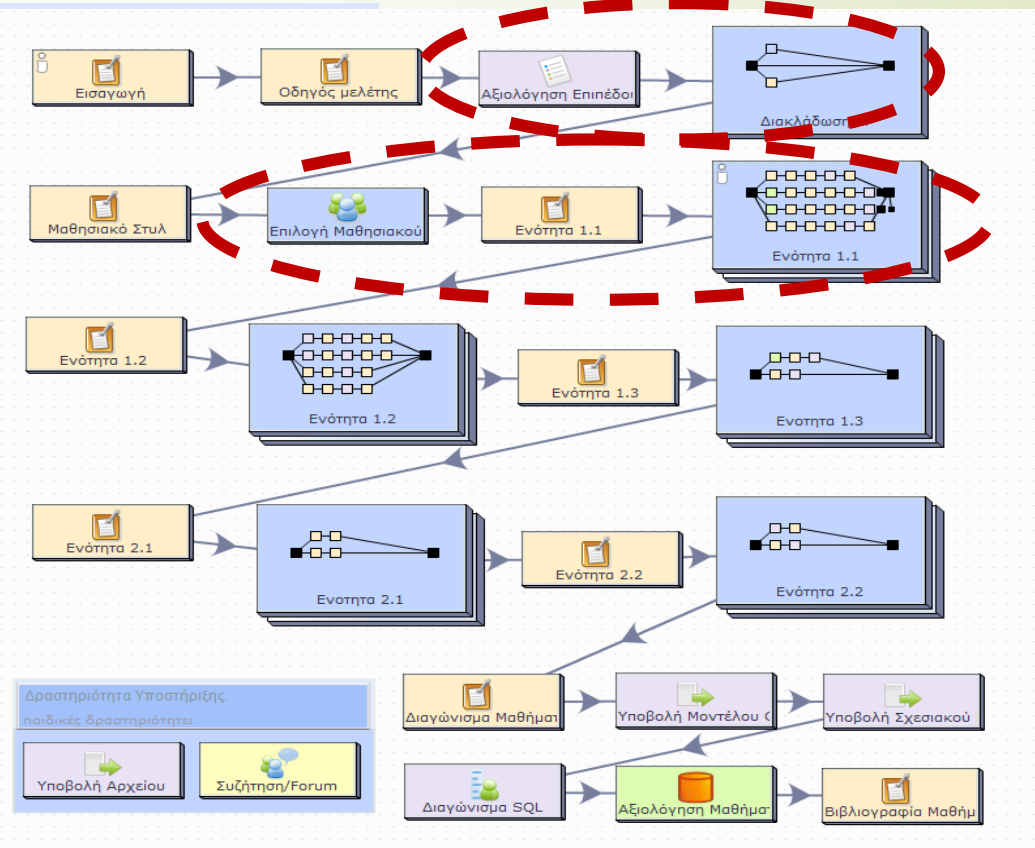 Εισαγωγή
Οδηγός μελέτης
Αξιολόγηση Επιπέδου
Διακλάδωση
Μαθησιακό Στυλ
Επιλογή Μαθησιακού
Ενότητα 1.1
Ενότητα 1.1
Ενότητα 1.2
Ενότητα 1.2
Ενότητα 1.3
Ενοτητα 1.3
Ενότητα 2.1
Ενοτητα 2.1
Ενότητα 2.2
Ενότητα 2.2
Διαγώνισμα Μαθήματ
Υποβολή Μοντέλου Ο
Υποβολή Σχεσιακού
Διαγώνισμα SQL
Αξιολόγηση Μαθήματ
Βιβλιογραφία Μαθήμ
Δραστηριότητα Υποστήριξης.
παιδικές δραστηριότητες
Υποβολή Αρχείου
Συζήτηση/Forum